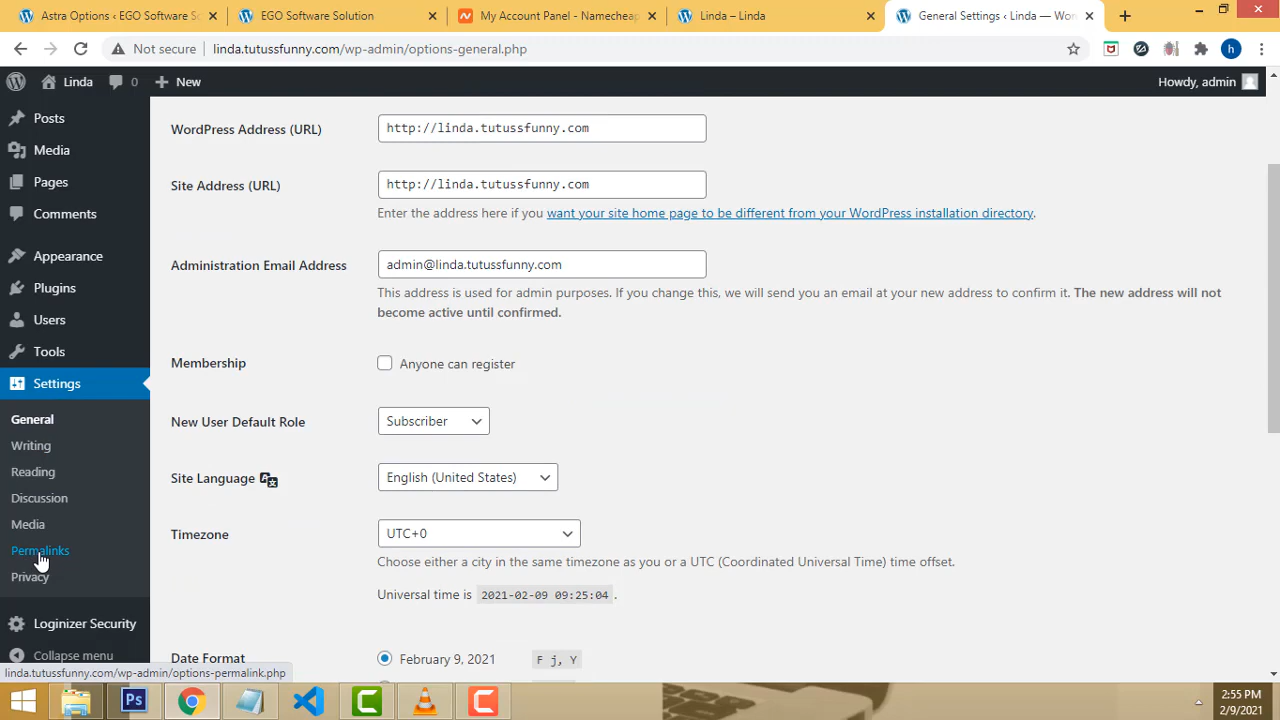 Astra Options ‹ EGO Software S
EGO Software Solution
My Account Panel - Namecheap
Linda – Linda
General Settings ‹ Linda — Wor
Not secure
linda.tutussfunny.com/wp-admin/options-general.php
h
Linda
0
New
Howdy, admin
Posts
Media
Pages
Comments
Appearance
Plugins
Users
Tools
Settings
General
Writing
Reading
Discussion
Media
Permalinks
Privacy
Loginizer Security
Collapse menu
WordPress Address (URL)
http://linda.tutussfunny.com
Site Address (URL)
http://linda.tutussfunny.com
Enter the address here if you want your site home page to be different from your WordPress installation directory.
Administration Email Address
admin@linda.tutussfunny.com
This address is used for admin purposes. If you change this, we will send you an email at your new address to confirm it. The new address will not
become active until confirmed.
Membership
Anyone can register
New User Default Role
Subscriber
Site Language
English (United States)
Timezone
UTC+0
Choose either a city in the same timezone as you or a UTC (Coordinated Universal Time) time offset.
Universal time is 2021-02-09 09:25:04 .
Date Format
February 9, 2021
F j, Y
linda.tutussfunny.com/wp-admin/options-permalink.php
Ps
2:55 PM
2/9/2021